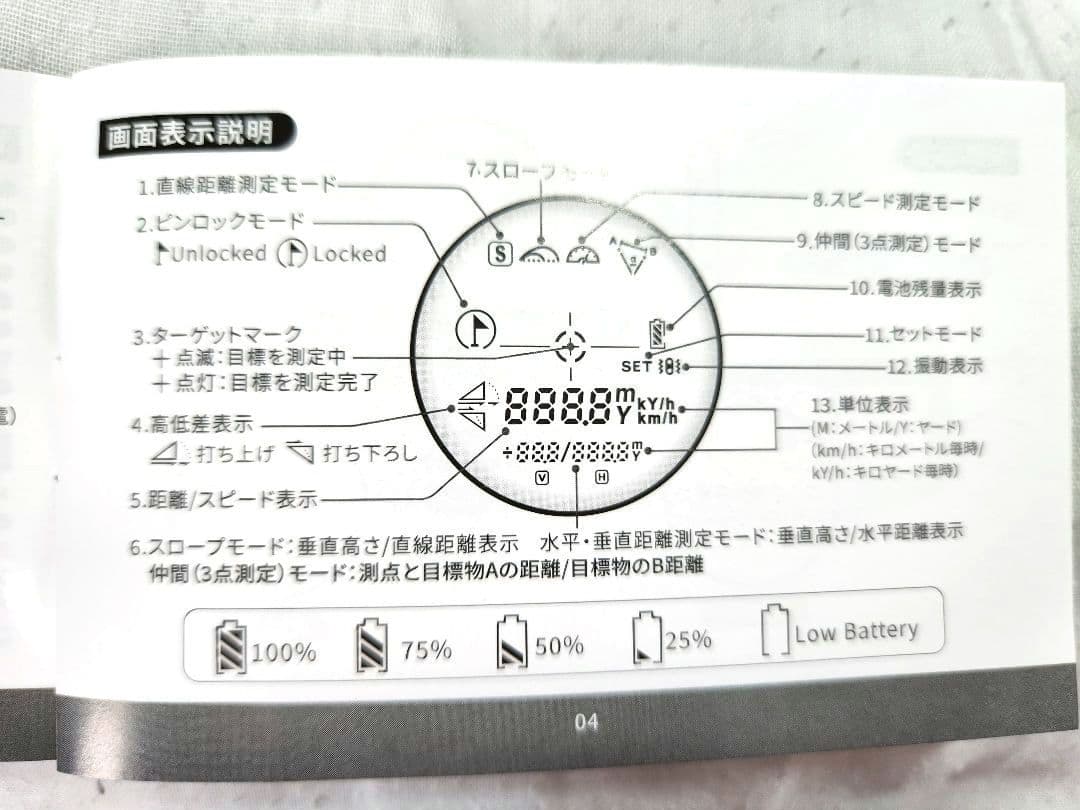 画面表示説明
1.直線距離測定モード
2.ピンロックモード
Unlocked Locked
3.ターゲットマーク
+点滅:目標を測定中
+点灯:目標を測定完了
4.高低差表示
打ち上げ 打ち下ろし
5.距離/スピード表示
7.スロープモード
8.スピード測定モード
9.仲間(3点測定)モード
10.電池残量表示
11.セットモード
12.振動表示
13.単位表示
(M:メートル/Y:ヤード)
(km/h:キロメートル毎時/
kY/h:キロヤード毎時)
S
A B
SET
888.8 m Y kY/h km/h
÷88.8/888.8 m Y
V H
6.スロープモード:垂直高さ/直線距離表示 水平・垂直距離測定モード:垂直高さ/水平距離表示
仲間(3点測定)モード:測点と目標物Aの距離/目標物のB距離
100% 75% 50% 25% Low Battery
04